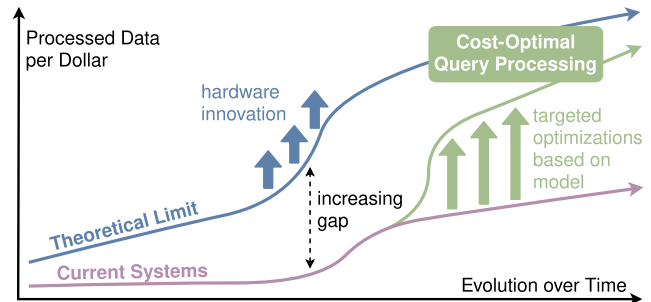 Processed Data
per Dollar
Cost-Optimal
Query Processing
hardware
innovation
targeted
optimizations
based on
model
increasing
gap
Theoretical Limit
Current Systems
Evolution over Time